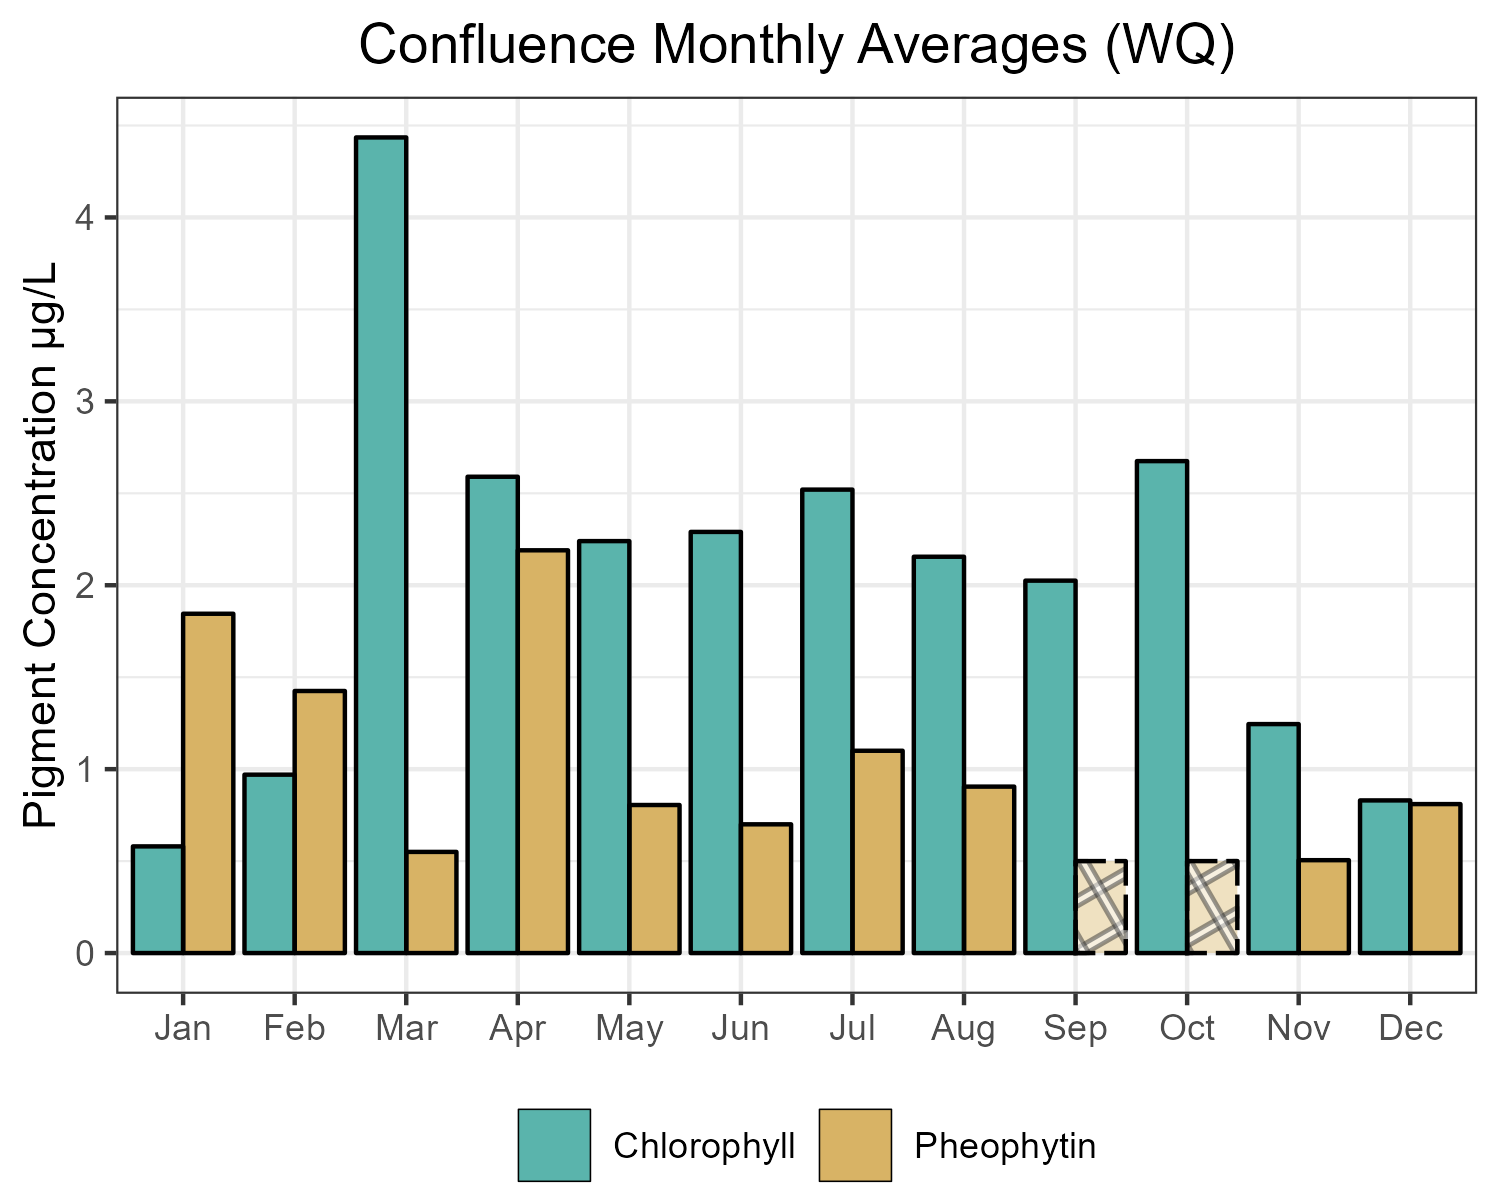 Confluence Monthly Averages (WQ)
Pigment Concentration µg/L
4
3
2
1
0
Jan Feb Mar Apr May Jun Jul Aug Sep Oct Nov Dec
Chlorophyll Pheophytin